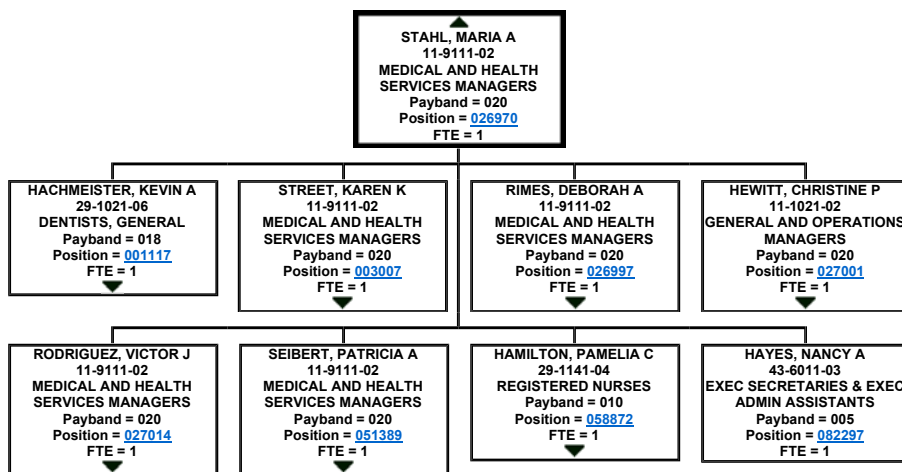 STAHL, MARIA A
11-9111-02
MEDICAL AND HEALTH
SERVICES MANAGERS
Payband = 020
Position = 026970
FTE = 1
HACHMEISTER, KEVIN A
29-1021-06
DENTISTS, GENERAL
Payband = 018
Position = 001117
FTE = 1
STREET, KAREN K
11-9111-02
MEDICAL AND HEALTH
SERVICES MANAGERS
Payband = 020
Position = 003007
FTE = 1
RIMES, DEBORAH A
11-9111-02
MEDICAL AND HEALTH
SERVICES MANAGERS
Payband = 020
Position = 026997
FTE = 1
HEWITT, CHRISTINE P
11-1021-02
GENERAL AND OPERATIONS
MANAGERS
Payband = 020
Position = 027001
FTE = 1
RODRIGUEZ, VICTOR J
11-9111-02
MEDICAL AND HEALTH
SERVICES MANAGERS
Payband = 020
Position = 027014
FTE = 1
SEIBERT, PATRICIA A
11-9111-02
MEDICAL AND HEALTH
SERVICES MANAGERS
Payband = 020
Position = 051389
FTE = 1
HAMILTON, PAMELIA C
29-1141-04
REGISTERED NURSES
Payband = 010
Position = 058872
FTE = 1
HAYES, NANCY A
43-6011-03
EXEC SECRETARIES & EXEC
ADMIN ASSISTANTS
Payband = 005
Position = 082297
FTE = 1